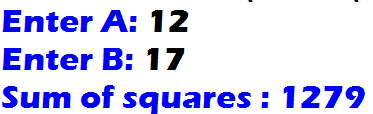 Enter A: 12
Enter B: 17
Sum of squares : 1279